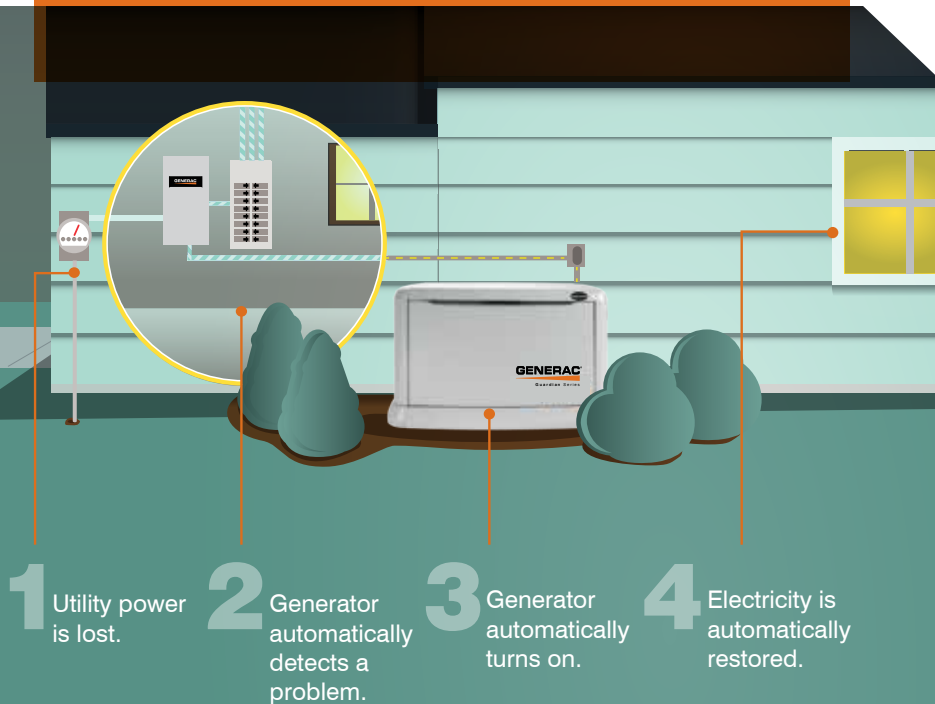 GENERAC
GENERAC
Guardian Series
1 Utility power
is lost.
2 Generator
automatically
detects a
problem.
3 Generator
automatically
turns on.
4 Electricity is
automatically
restored.